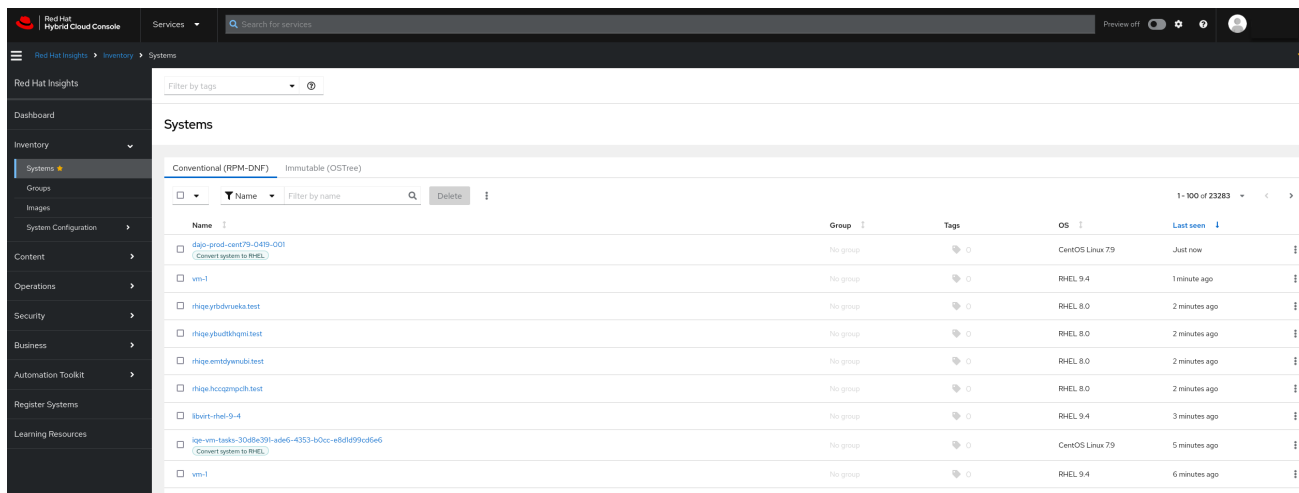 Red Hat
Hybrid Cloud Console
Services
Search for services
Preview off
Red Hat Insights > Inventory > Systems
Red Hat Insights
Dashboard
Inventory
Systems
Groups
Images
System Configuration
Content
Operations
Security
Business
Automation Toolkit
Register Systems
Learning Resources
Filter by tags
Systems
Conventional (RPM-DNF) Immutable (OSTree)
Name Filter by name Delete 1 - 100 of 23283
Name Group Tags OS Last seen
dajo-prod-cent79-0419-001 No group 0 CentOS Linux 7.9 Just now
Convert system to RHEL
vm-1 No group 0 RHEL 9.4 1 minute ago
rhiqe.yrbdvrueka.test No group 0 RHEL 8.0 2 minutes ago
rhiqe.ybudtkhqmi.test No group 0 RHEL 8.0 2 minutes ago
rhiqe.emtdywnubi.test No group 0 RHEL 8.0 2 minutes ago
rhiqe.hccqzmpclh.test No group 0 RHEL 8.0 2 minutes ago
libvirt-rhel-9-4 No group 0 RHEL 9.4 3 minutes ago
iqe-vm-tasks-30d8e391-ade6-4353-b0cc-e8d1d99cd6e6 No group 0 CentOS Linux 7.9 5 minutes ago
Convert system to RHEL
vm-1 No group 0 RHEL 9.4 6 minutes ago